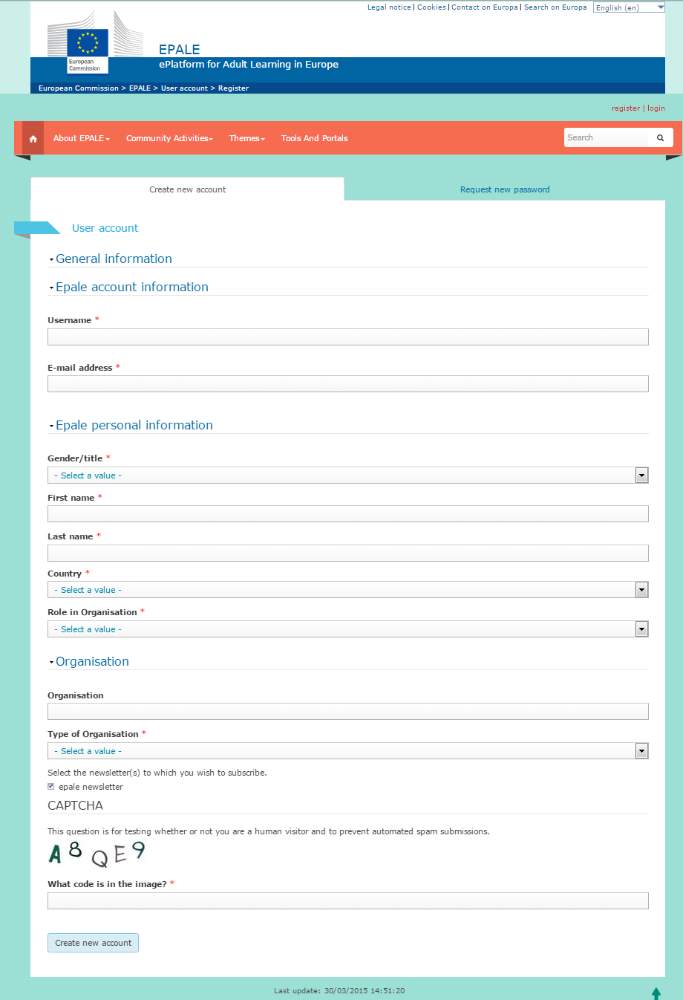 Legal notice | Cookies | Contact on Europa | Search on Europa English (en)
European
Commission
EPALE
ePlatform for Adult Learning in Europe
European Commission > EPALE > User account > Register
register | login
About EPALE Community Activities Themes Tools And Portals Search
Create new account Request new password
User account
General information
Epale account information
Username *
E-mail address *
Epale personal information
Gender/title *
- Select a value -
First name *
Last name *
Country *
- Select a value -
Role in Organisation *
- Select a value -
Organisation
Organisation
Type of Organisation *
- Select a value -
Select the newsletter(s) to which you wish to subscribe.
epale newsletter
CAPTCHA
This question is for testing whether or not you are a human visitor and to prevent automated spam submissions.
A8QE9
What code is in the image? *
Create new account
Last update: 30/03/2015 14:51:20